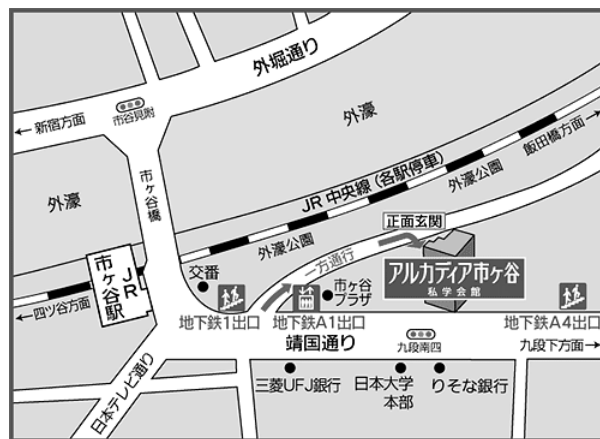 外堀通り
←新宿方面
市谷見附
外濠
飯田橋方面→
市ヶ谷橋
JR中央線(各駅停車)
外濠公園
外濠
正面玄関
外濠公園
一方通行
アルカディア市ヶ谷
私学会館
JR
市ヶ谷駅
交番
市ヶ谷
プラザ
←四ツ谷方面
地下鉄1出口
地下鉄A1出口
地下鉄A4出口
靖国通り
九段南四
九段下方面→
日本テレビ通り
三菱UFJ銀行
日本大学
本部
りそな銀行